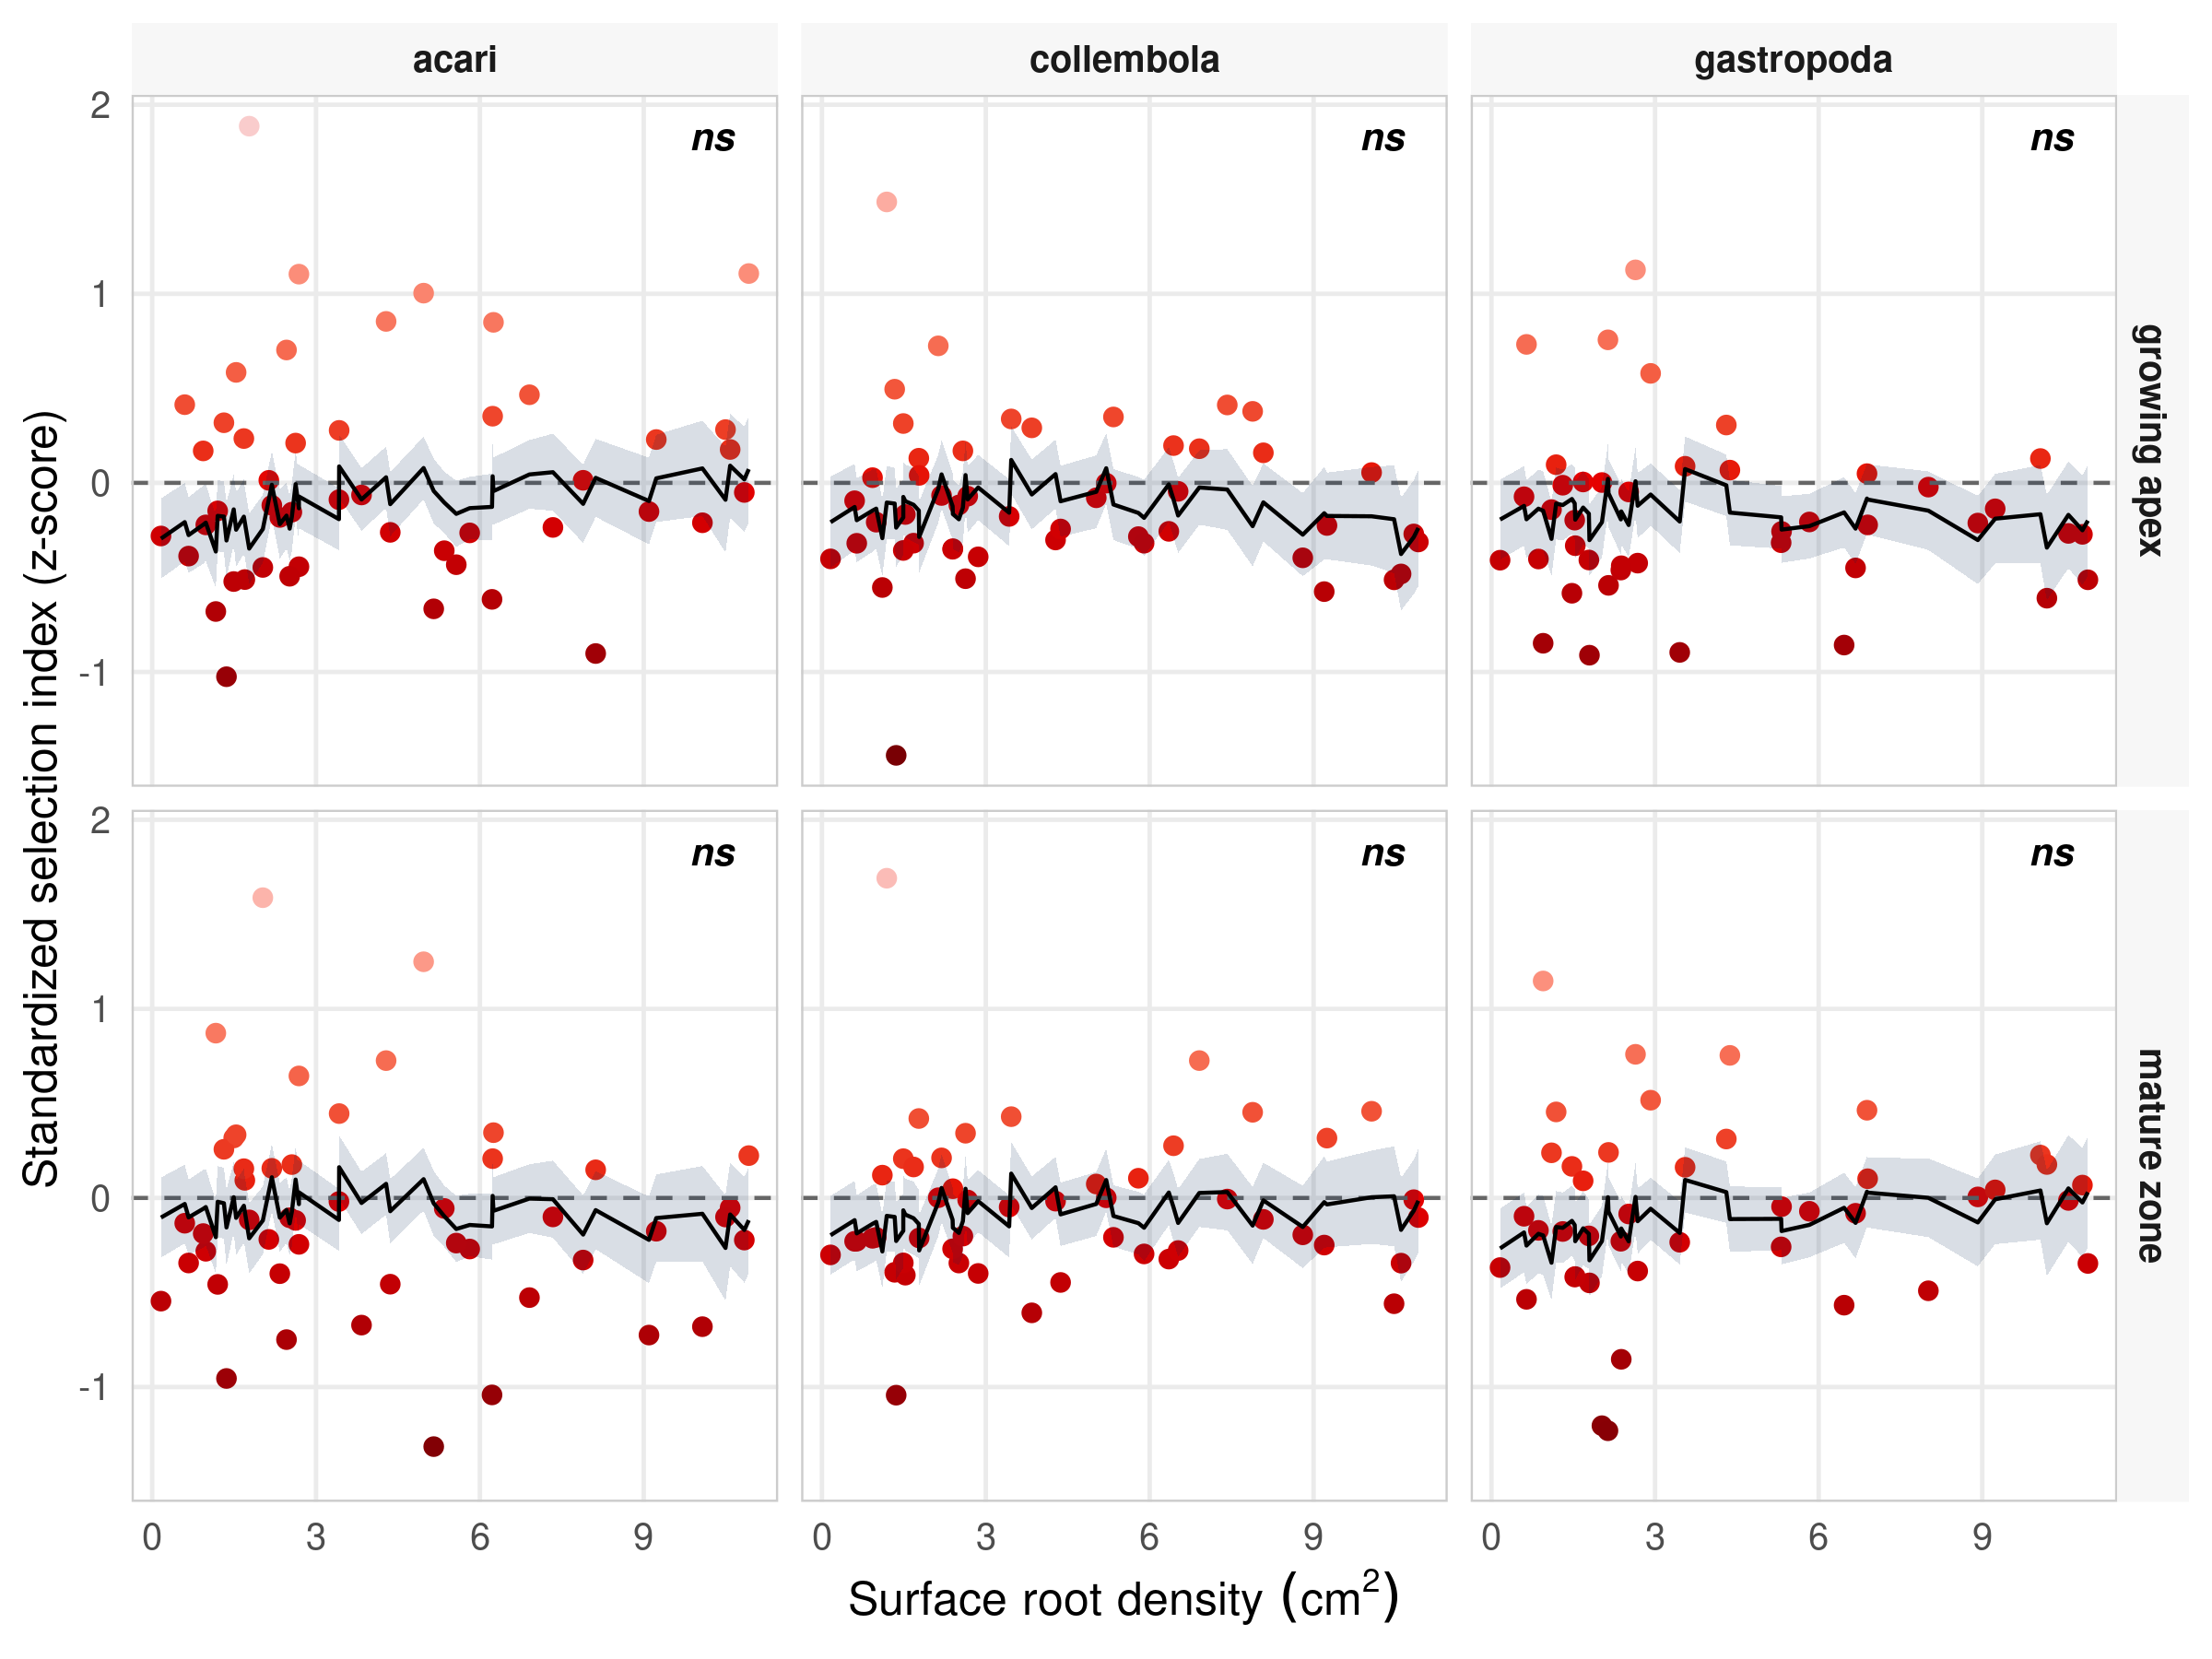 acari
collembola
gastropoda
2
1
0
-1
ns
ns
ns
growing apex
Standardized selection index (z-score)
2
1
0
-1
ns
ns
ns
mature zone
0 3 6 9
0 3 6 9
0 3 6 9
Surface root density (cm²)